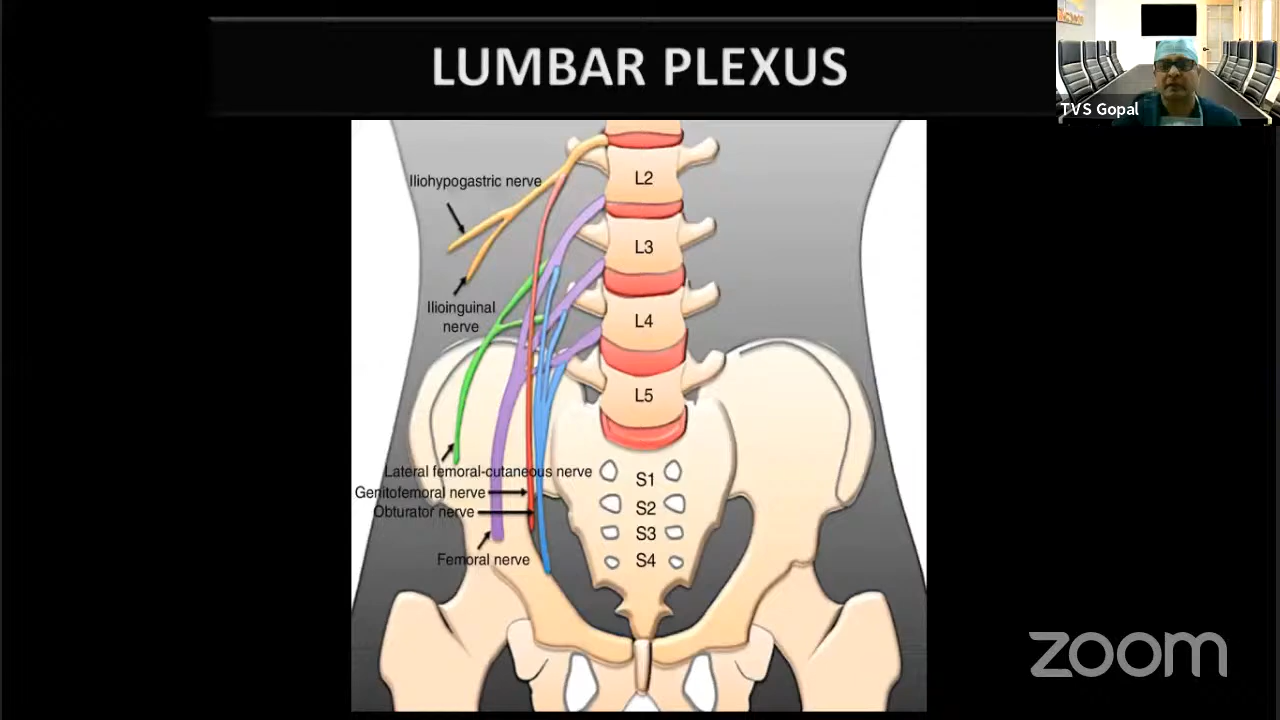 LUMBAR PLEXUS
TVS Gopal
Iliohypogastric nerve
L2
L3
Ilioinguinal
nerve
L4
L5
Lateral femoral-cutaneous nerve
S1
Genitofemoral nerve
S2
Obturator nerve
S3
Femoral nerve
S4
zoom